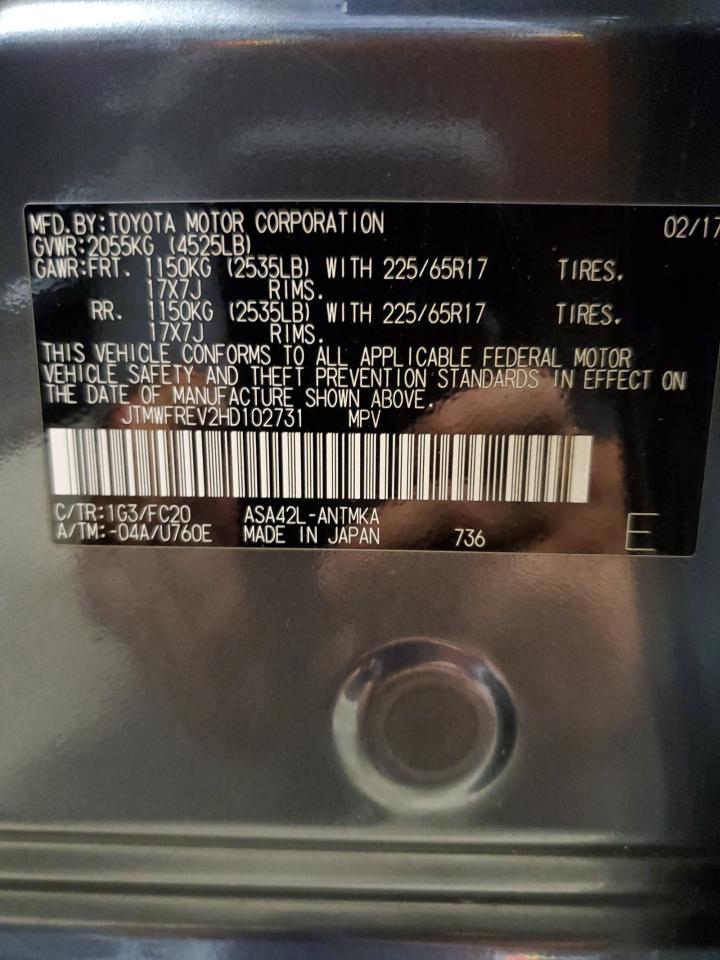 MFD.BY:TOYOTA MOTOR CORPORATION 02/17
GVWR:2055KG (4525LB)
GAWR:FRT. 1150KG (2535LB) WITH 225/65R17 TIRES.
17X7J RIMS.
RR. 1150KG (2535LB) WITH 225/65R17 TIRES.
17X7J RIMS.
THIS VEHICLE CONFORMS TO ALL APPLICABLE FEDERAL MOTOR
VEHICLE SAFETY AND THEFT PREVENTION STANDARDS IN EFFECT ON
THE DATE OF MANUFACTURE SHOWN ABOVE.
JTMWFREV2HD102731 MPV
C/TR:1G3/FC20 ASA42L-ANTMKA
A/TM:-04A/U760E MADE IN JAPAN 736 E